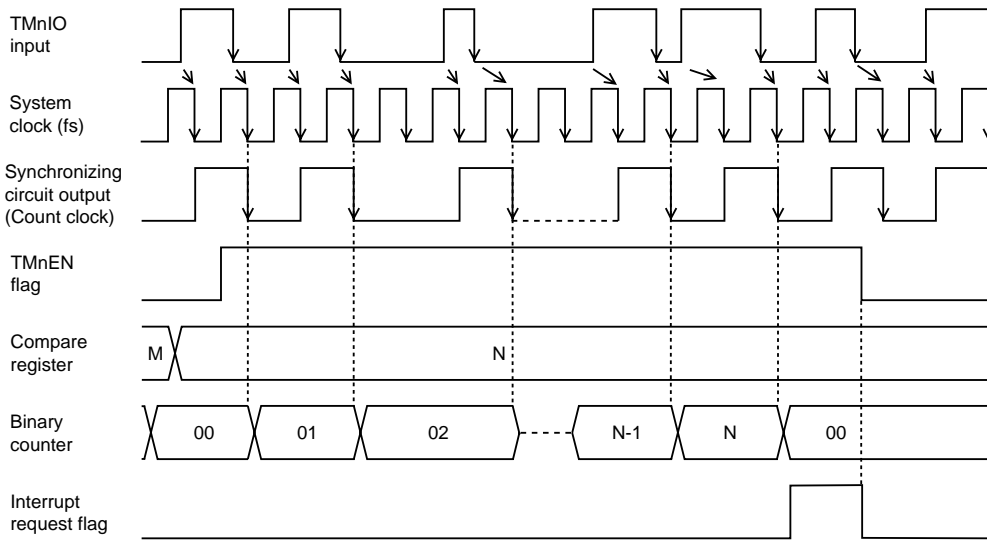 TMnIO
input
System
clock (fs)
Synchronizing
circuit output
(Count clock)
TMnEN
flag
Compare
register
M
N
Binary
counter
00
01
02
N-1
N
00
Interrupt
request flag